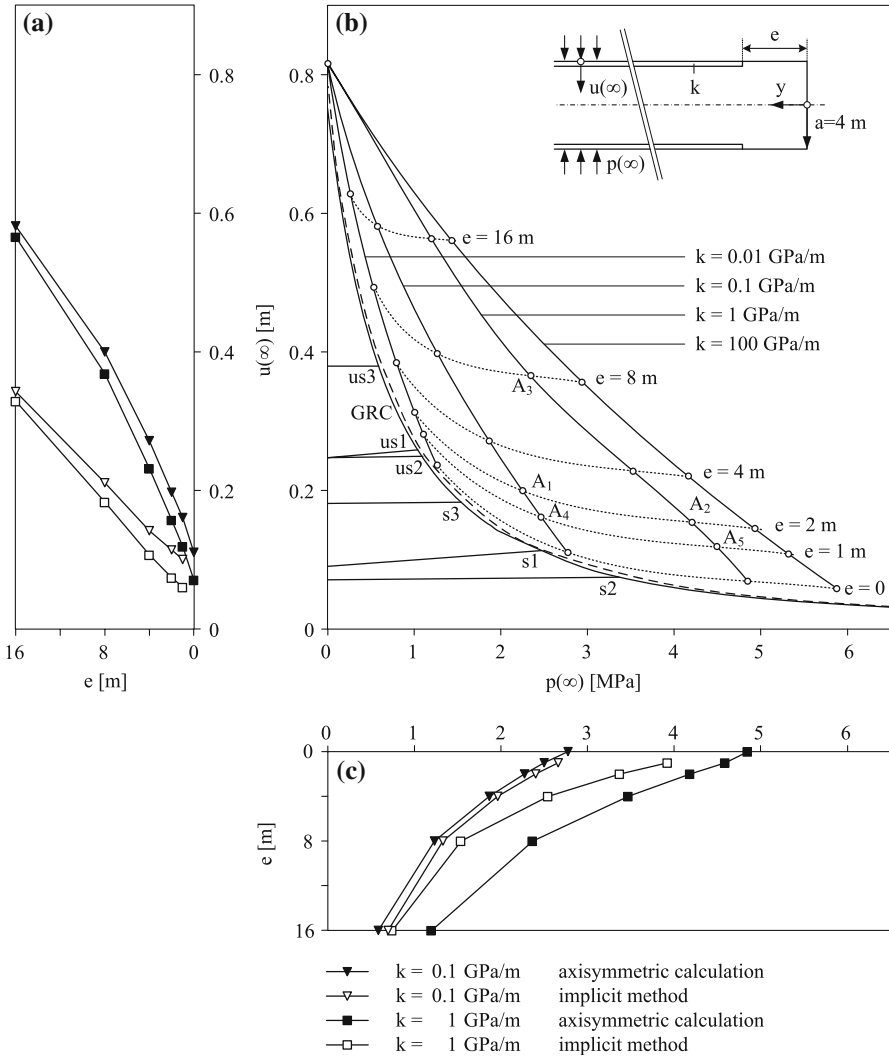 (a)
(b)
0.8
0.6
0.4
0.2
0
16
8
0
e [m]
u(∞) [m]
0.8
0.6
0.4
0.2
0
0
1
2
3
4
5
6
p(∞) [MPa]
e
u(∞)
k
y
a=4 m
p(∞)
e = 16 m
k = 0.01 GPa/m
k = 0.1 GPa/m
k = 1 GPa/m
k = 100 GPa/m
A3
e = 8 m
us3
GRC
us1
us2
s3
A1
A4
e = 4 m
A2
e = 2 m
A5
e = 1 m
s1
s2
e = 0
0
1
2
3
4
5
6
(c)
0
8
16
e [m]
k = 0.1 GPa/m axisymmetric calculation
k = 0.1 GPa/m implicit method
k = 1 GPa/m axisymmetric calculation
k = 1 GPa/m implicit method